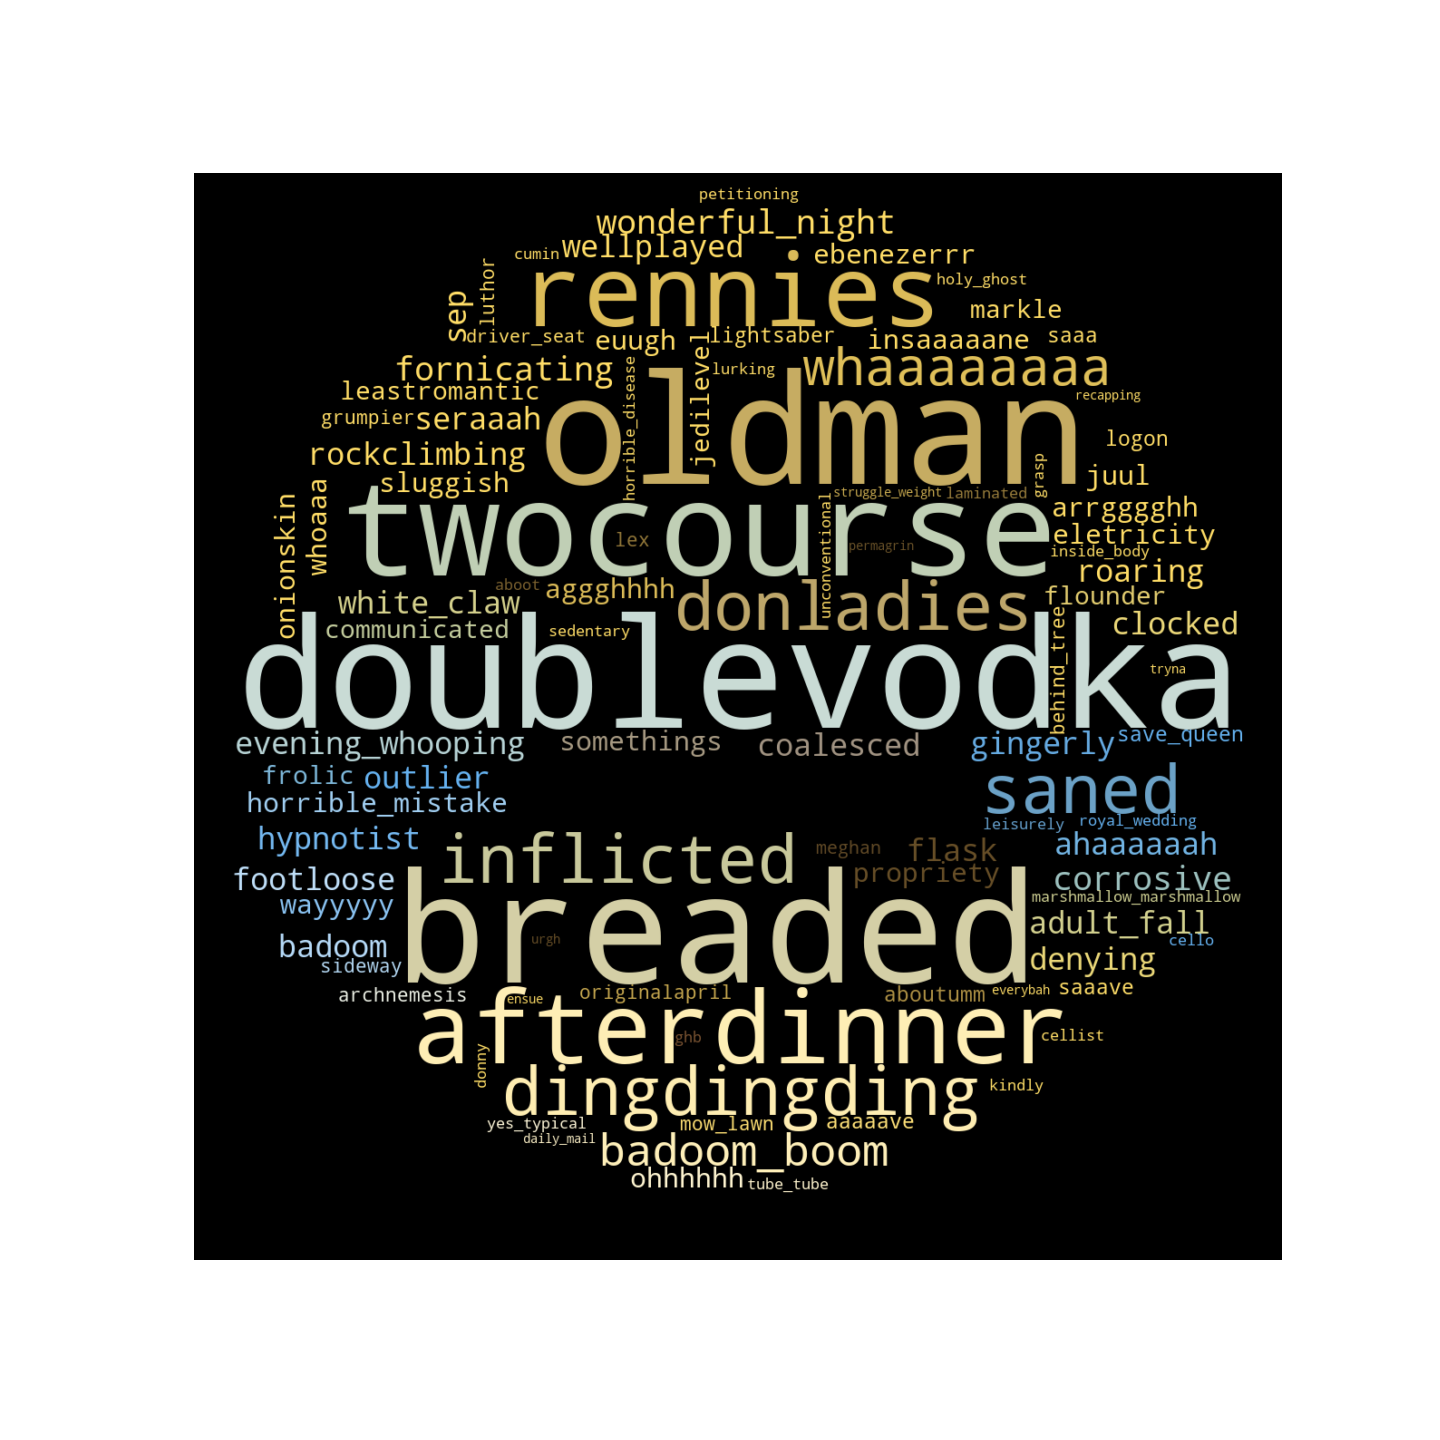 petitioning
wonderful_night
wellplayed
cumin
ebenezerrr
rennies
holy_ghost
luthor
sep
markle
driver_seat
euugh
lightsaber
insaaaaane
saaa
fornicating
horrible_disease
jedilevel
lurking
whaaaaaaaa
leastromantic
recapping
grumpier
seraaah
oldman
logon
rockclimbing
grasp
juul
sluggish
struggle_weight
laminated
onionskin
whoaaa
twocourse
unconventional
arrgggghh
eletricity
lex
permagrin
inside_body
roaring
aboot
aggghhhh
donladies
flounder
white_claw
communicated
sedentary
behind_tree
clocked
doublevodka
tryna
evening_whooping
somethings
coalesced
gingerly
save_queen
frolic
outlier
saned
horrible_mistake
leisurely
royal_wedding
hypnotist
inflicted
meghan
flask
ahaaaaaah
footloose
propriety
corrosive
wayyyyy
breaded
marshmallow_marshmallow
adult_fall
badoom
urgh
cello
sideway
denying
archnemesis
ensue
originalapril
aboutumm
everybah
saaave
afterdinner
ghb
cellist
donny
dingdingding
kindly
yes_typical
mow_lawn
aaaaave
daily_mail
badoom_boom
ohhhhhh
tube_tube